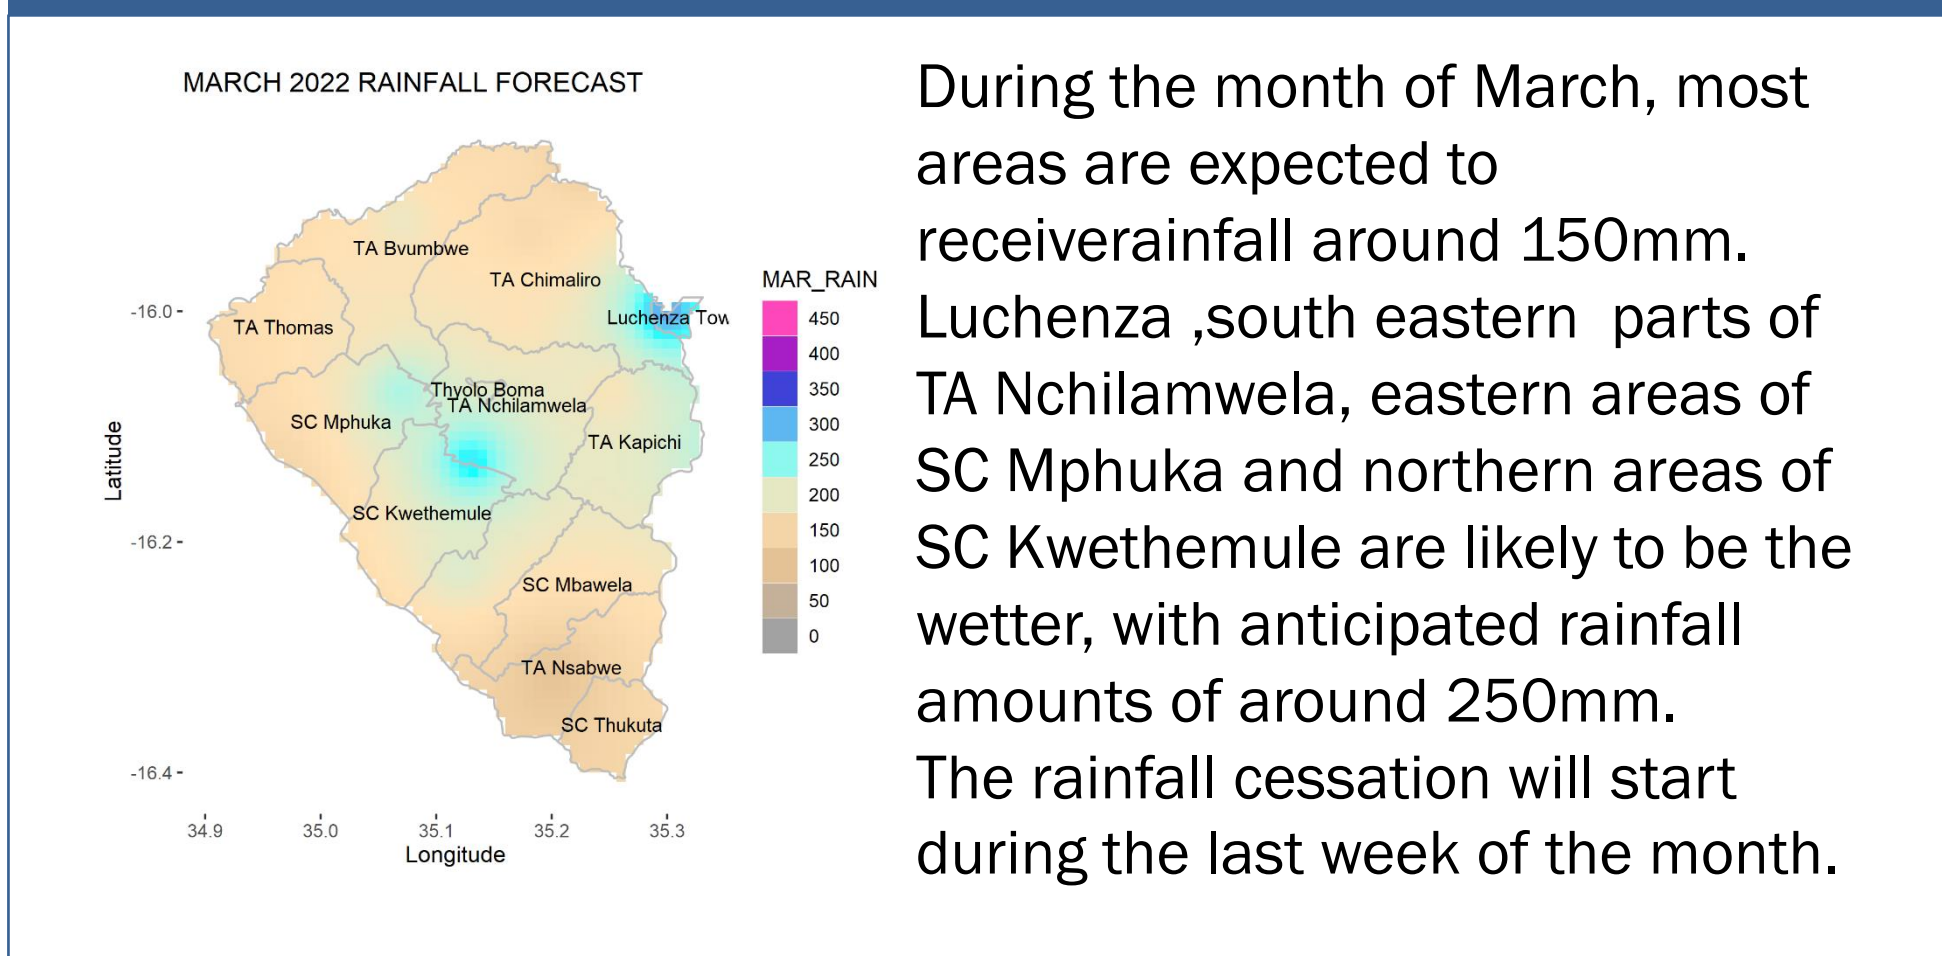 MARCH 2022 RAINFALL FORECAST
TA Bvumbwe
TA Chimaliro
Luchenza Tow
TA Thomas
Thyolo Boma
TA Nchilamwela
SC Mphuka
TA Kapichi
SC Kwethemule
SC Mbawela
TA Nsabwe
SC Thukuta
Latitude
-16.0
-16.2
-16.4
34.9
35.0
35.1
35.2
35.3
Longitude
MAR_RAIN
450
400
350
300
250
200
150
100
50
0
During the month of March, most
areas are expected to
receiverainfall around 150mm.
Luchenza ,south eastern  parts of
TA Nchilamwela, eastern areas of
SC Mphuka and northern areas of
SC Kwethemule are likely to be the
wetter, with anticipated rainfall
amounts of around 250mm.
The rainfall cessation will start
during the last week of the month.